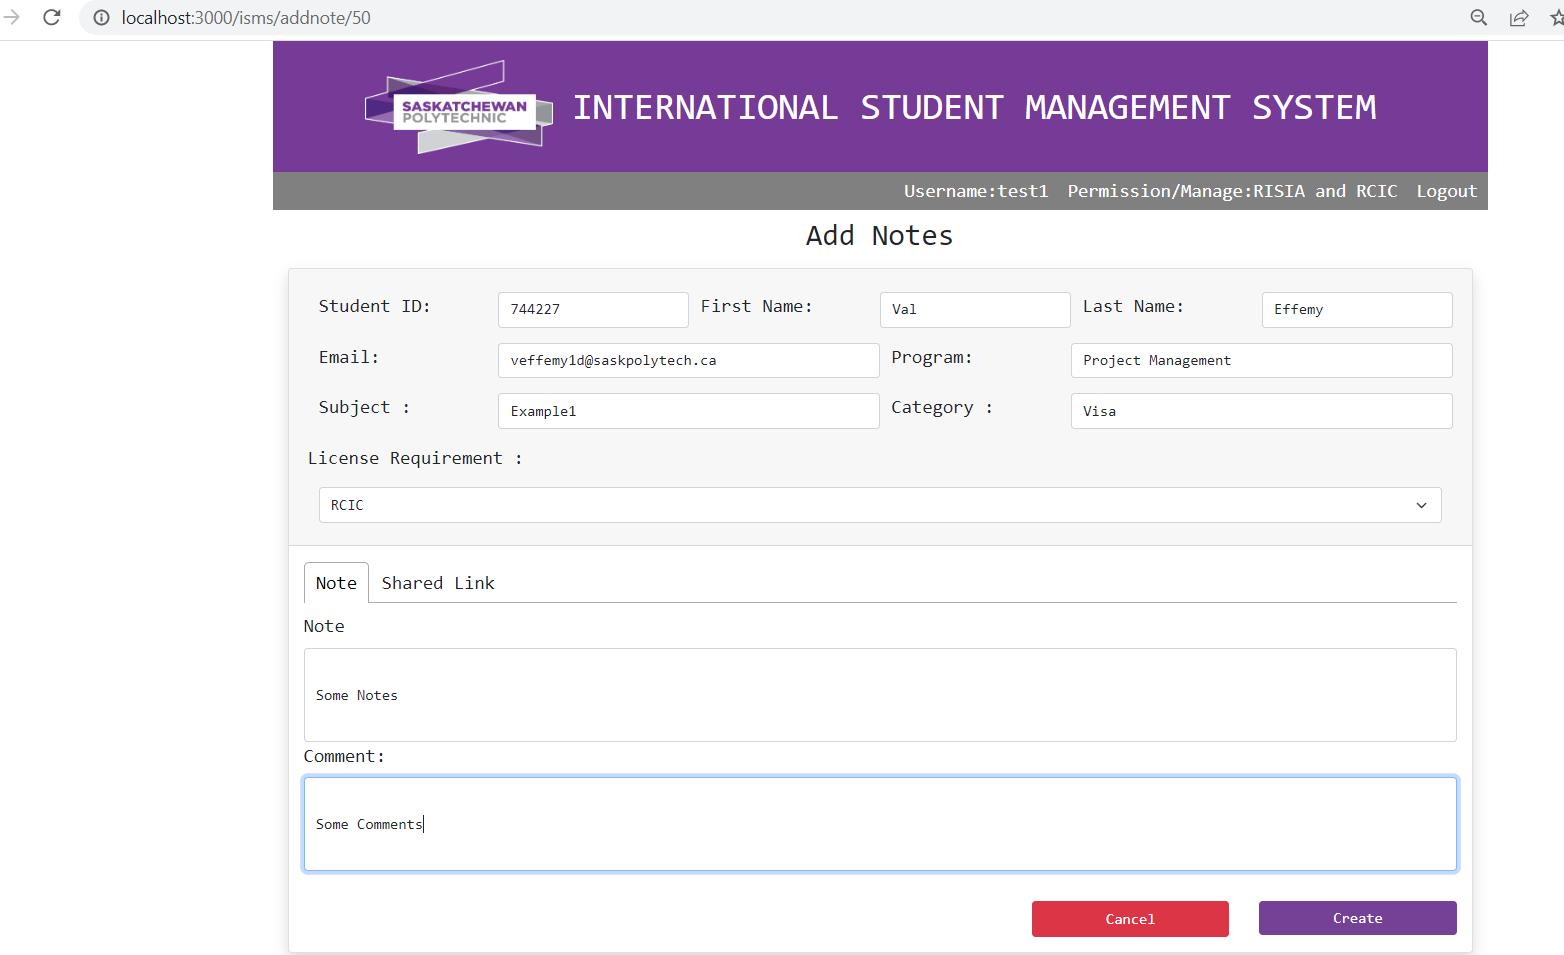 localhost:3000/isms/addnote/50
SASKATCHEWAN
POLYTECHNIC
INTERNATIONAL STUDENT MANAGEMENT SYSTEM
Username:test1 Permission/Manage:RISIA and RCIC Logout
Add Notes
Student ID: 744227 First Name: Val Last Name: Effemy
Email: veffemy1d@saskpolytech.ca Program: Project Management
Subject : Example1 Category : Visa
License Requirement :
RCIC
Note Shared Link
Note
Some Notes
Comment:
Some Comments
Cancel Create